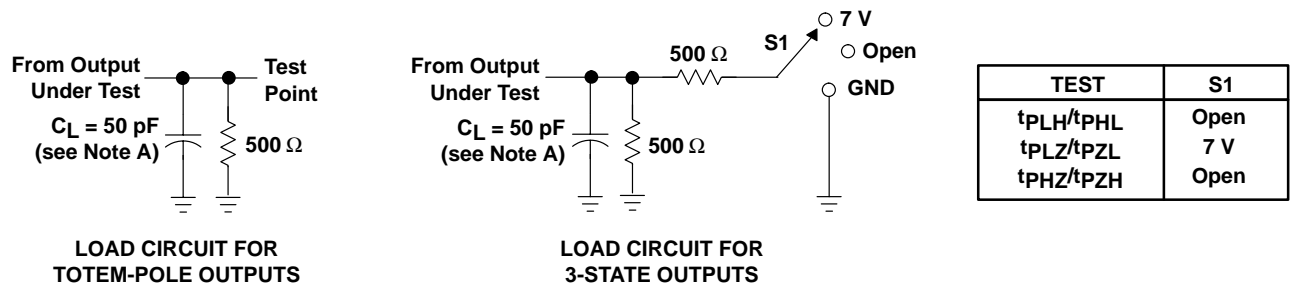 From Output
Under Test
Test
Point
CL = 50 pF
(see Note A)
500 Ω
LOAD CIRCUIT FOR
TOTEM-POLE OUTPUTS
7 V
S1
Open
GND
500 Ω
From Output
Under Test
CL = 50 pF
(see Note A)
500 Ω
LOAD CIRCUIT FOR
3-STATE OUTPUTS
TEST S1
tPLH/tPHL Open
tPLZ/tPZL 7 V
tPHZ/tPZH Open